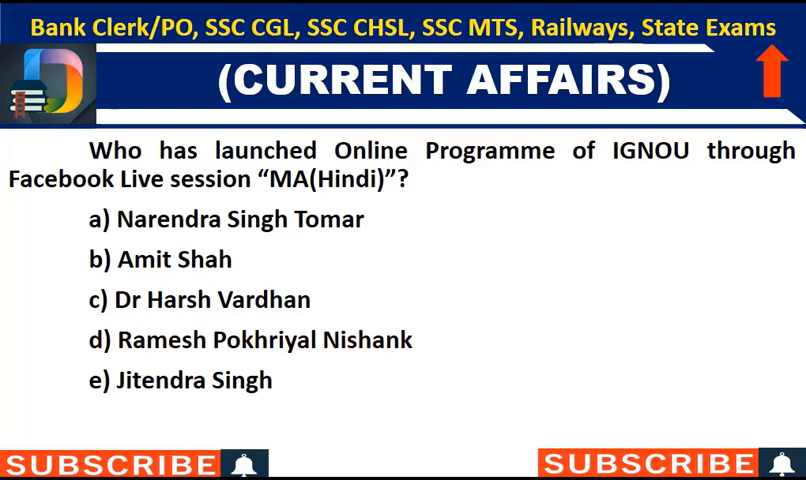 Bank Clerk/PO, SSC CGL, SSC CHSL, SSC MTS, Railways, State Exams
(CURRENT AFFAIRS)
Who has launched Online Programme of IGNOU through
Facebook Live session “MA(Hindi)”?
a) Narendra Singh Tomar
b) Amit Shah
c) Dr Harsh Vardhan
d) Ramesh Pokhriyal Nishank
e) Jitendra Singh
SUBSCRIBE
SUBSCRIBE